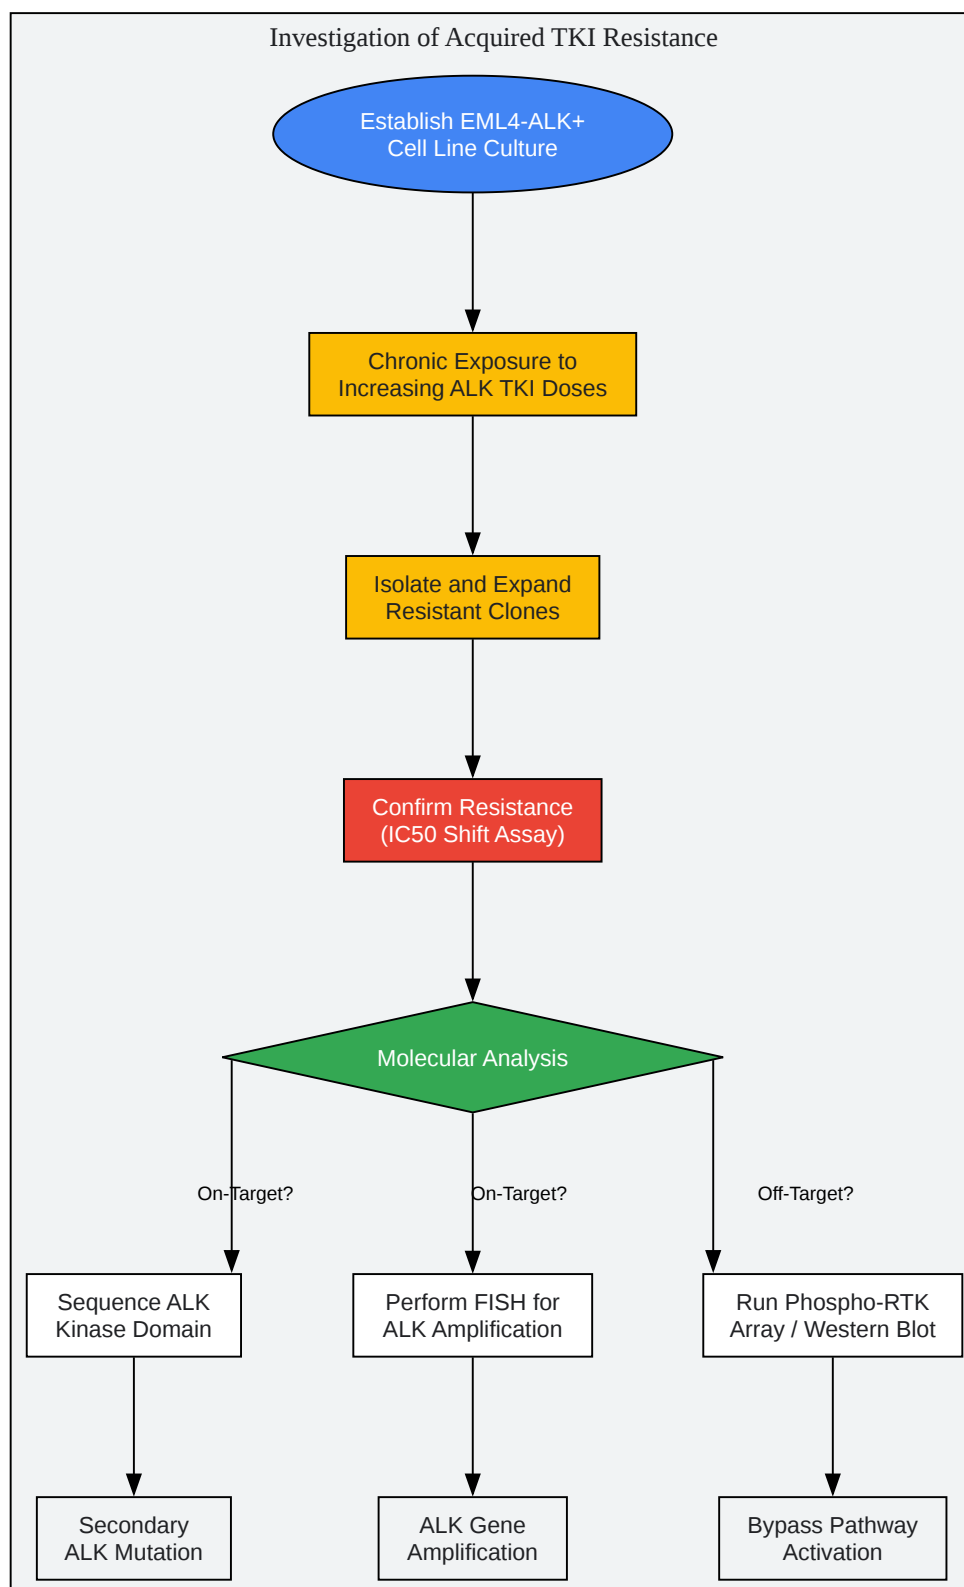 Investigation of Acquired TKI Resistance
Establish EML4-ALK+
Cell Line Culture
Chronic Exposure to
Increasing ALK TKI Doses
Isolate and Expand
Resistant Clones
Confirm Resistance
(IC50 Shift Assay)
Molecular Analysis
On-Target?
On-Target?
Off-Target?
Sequence ALK
Kinase Domain
Perform FISH for
ALK Amplification
Run Phospho-RTK
Array / Western Blot
Secondary
ALK Mutation
ALK Gene
Amplification
Bypass Pathway
Activation